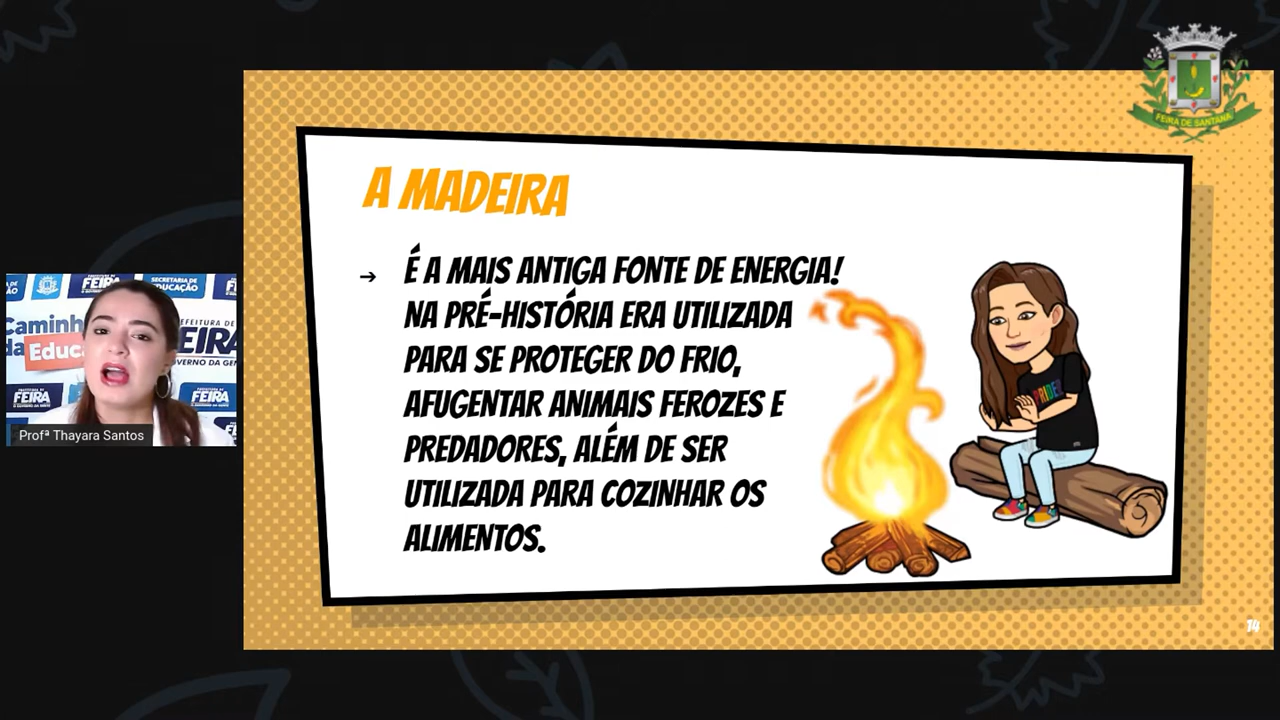 FEIRA DE SANTANA
A MADEIRA
→ É A MAIS ANTIGA FONTE DE ENERGIA!
NA PRÉ-HISTÓRIA ERA UTILIZADA
PARA SE PROTEGER DO FRIO,
AFUGENTAR ANIMAIS FEROZES E
PREDADORES, ALÉM DE SER
UTILIZADA PARA COZINHAR OS
ALIMENTOS.
14
SECRETARIA DE
EDUCAÇÃO
Caminh
da Educa
FEIRA
FEIRA
Profª Thayara Santos